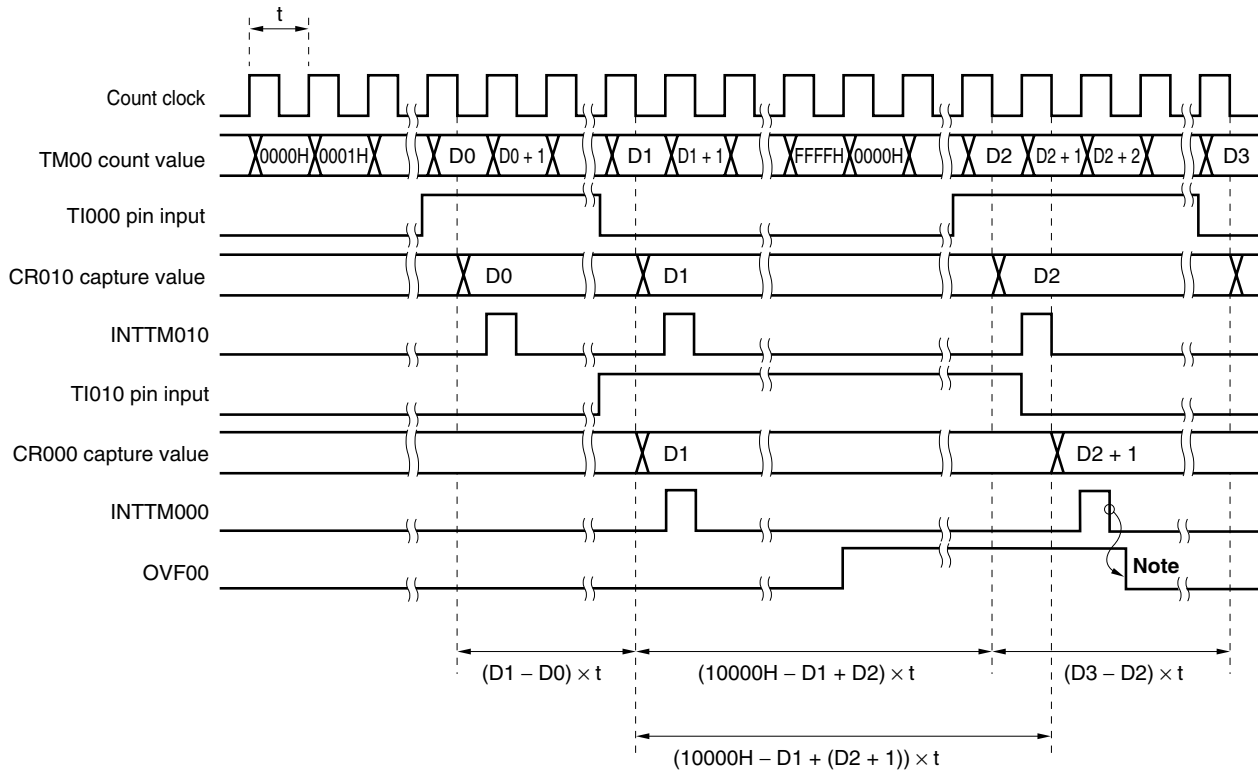 t
Count clock
TM00 count value 0000H 0001H D0 D0 + 1 D1 D1 + 1 FFFFH 0000H D2 D2 + 1 D2 + 2 D3
TI000 pin input
CR010 capture value D0 D1 D2
INTTM010
TI010 pin input
CR000 capture value D1 D2 + 1
INTTM000
OVF00 Note
(D1 – D0) × t (10000H – D1 + D2) × t (D3 – D2) × t
(10000H – D1 + (D2 + 1)) × t